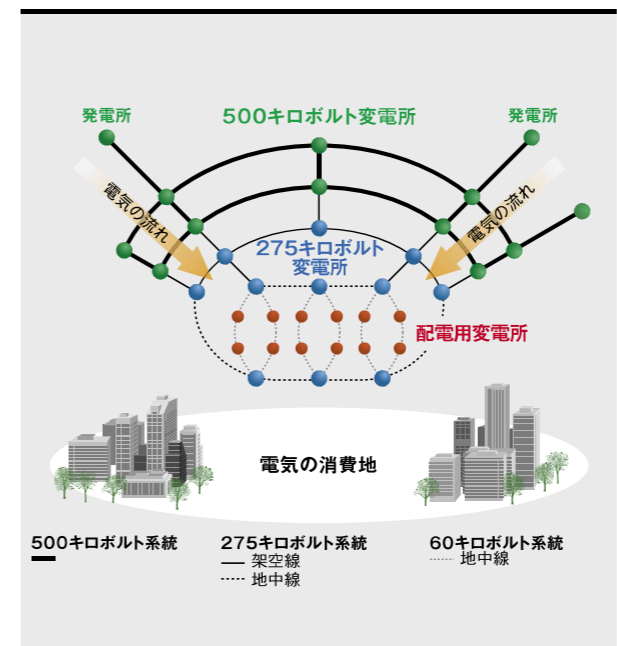 発電所
500キロボルト変電所
発電所
電気の流れ
電気の流れ
275キロボルト
変電所
配電用変電所
電気の消費地
500キロボルト系統
275キロボルト系統
架空線
地中線
60キロボルト系統
地中線